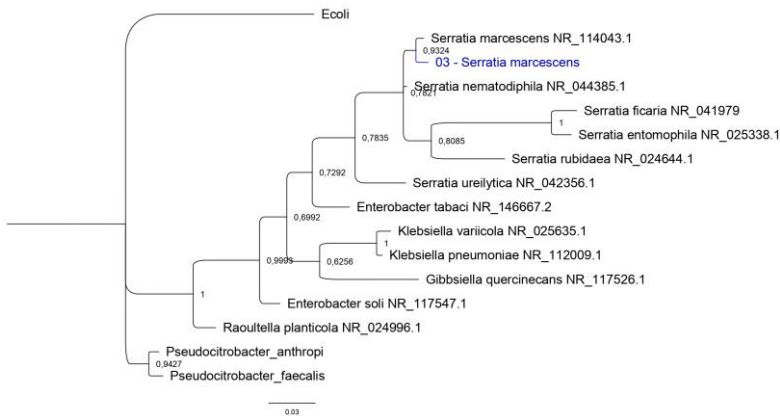 Ecoli
Serratia marcescens NR_114043.1
0,9324
03 - Serratia marcescens
Serratia nematodiphila NR_044385.1
0,7821
Serratia ficaria NR_041979
1
Serratia entomophila NR_025338.1
0,8085
0,7835
Serratia rubidaea NR_024644.1
0,7292
Serratia ureilytica NR_042356.1
Enterobacter tabaci NR_146667.2
0,6992
Klebsiella variicola NR_025635.1
1
Klebsiella pneumoniae NR_112009.1
0,9993
0,6256
Gibbsiella quercinecans NR_117526.1
1
Enterobacter soli NR_117547.1
Raoultella planticola NR_024996.1
Pseudocitrobacter_anthropi
0,9427
Pseudocitrobacter_faecalis
0.03